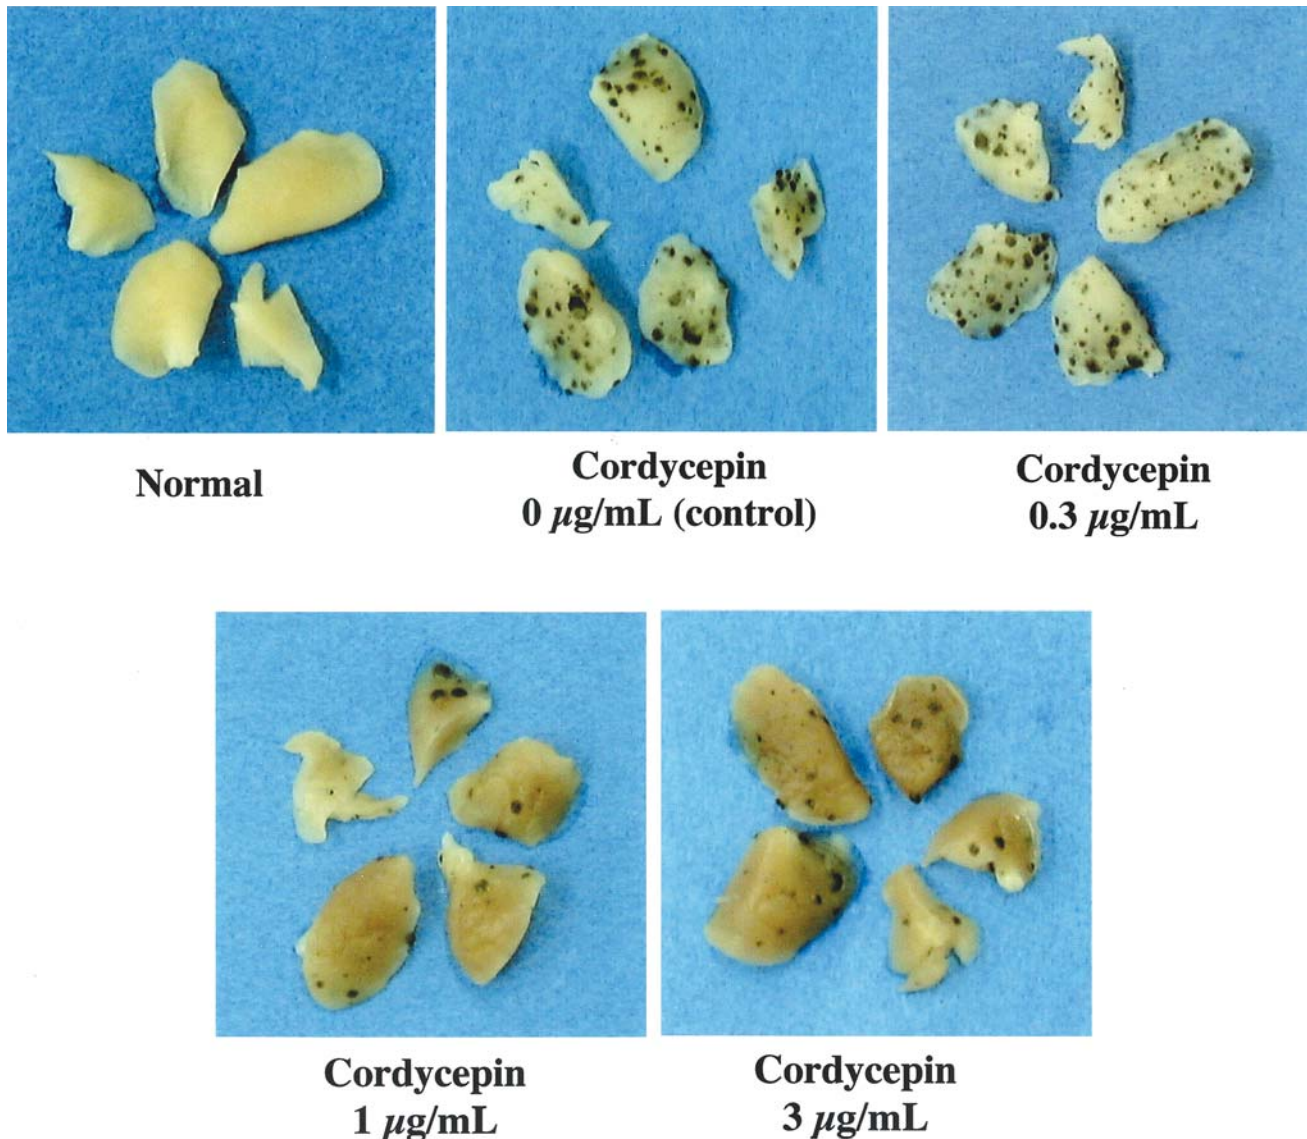 Normal
Cordycepin
0 µg/mL (control)
Cordycepin
0.3 µg/mL
Cordycepin
1 µg/mL
Cordycepin
3 µg/mL